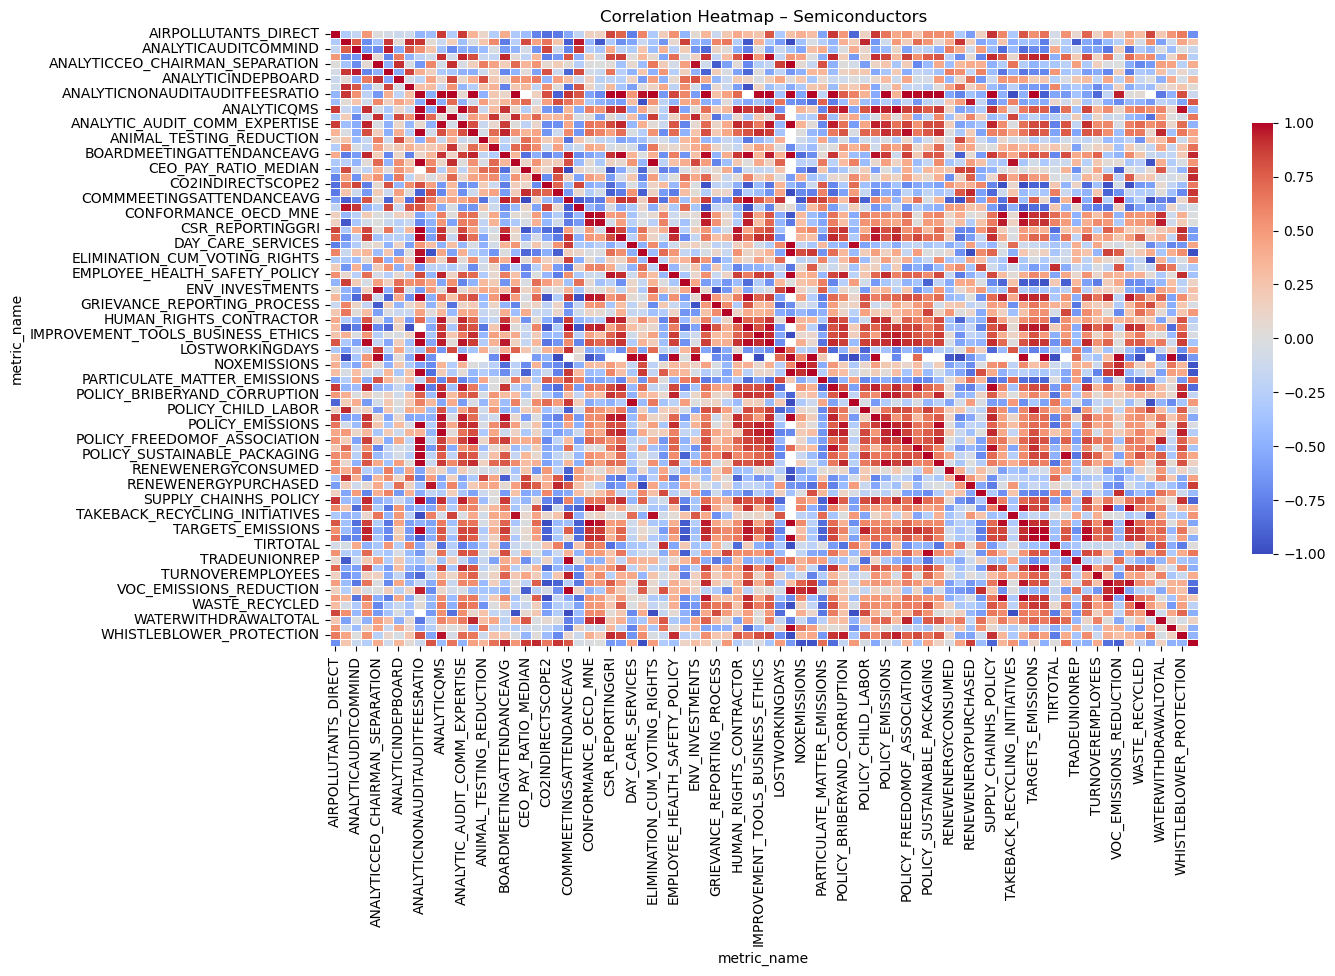 Correlation Heatmap – Semiconductors
AIRPOLLUTANTS_DIRECT
ANALYTICAUDITCOMMIND
ANALYTICCEO_CHAIRMAN_SEPARATION
ANALYTICINDEPBOARD
ANALYTICNONAUDITAUDITFEESRATIO
ANALYTICQMS
ANALYTIC_AUDIT_COMM_EXPERTISE
ANIMAL_TESTING_REDUCTION
BOARDMEETINGATTENDANCEAVG
CEO_PAY_RATIO_MEDIAN
CO2INDIRECTSCOPE2
COMMMEETINGSATTENDANCEAVG
CONFORMANCE_OECD_MNE
CSR_REPORTINGGRI
DAY_CARE_SERVICES
ELIMINATION_CUM_VOTING_RIGHTS
EMPLOYEE_HEALTH_SAFETY_POLICY
ENV_INVESTMENTS
GRIEVANCE_REPORTING_PROCESS
HUMAN_RIGHTS_CONTRACTOR
IMPROVEMENT_TOOLS_BUSINESS_ETHICS
LOSTWORKINGDAYS
NOXEMISSIONS
PARTICULATE_MATTER_EMISSIONS
POLICY_BRIBERYAND_CORRUPTION
POLICY_CHILD_LABOR
POLICY_EMISSIONS
POLICY_FREEDOMOF_ASSOCIATION
POLICY_SUSTAINABLE_PACKAGING
RENEWENERGYCONSUMED
RENEWENERGYPURCHASED
SUPPLY_CHAINHS_POLICY
TAKEBACK_RECYCLING_INITIATIVES
TARGETS_EMISSIONS
TIRTOTAL
TRADEUNIONREP
TURNOVEREMPLOYEES
VOC_EMISSIONS_REDUCTION
WASTE_RECYCLED
WATERWITHDRAWALTOTAL
WHISTLEBLOWER_PROTECTION
metric_name
AIRPOLLUTANTS_DIRECT
ANALYTICAUDITCOMMIND
ANALYTICCEO_CHAIRMAN_SEPARATION
ANALYTICINDEPBOARD
ANALYTICNONAUDITAUDITFEESRATIO
ANALYTICQMS
ANALYTIC_AUDIT_COMM_EXPERTISE
ANIMAL_TESTING_REDUCTION
BOARDMEETINGATTENDANCEAVG
CEO_PAY_RATIO_MEDIAN
CO2INDIRECTSCOPE2
COMMMEETINGSATTENDANCEAVG
CONFORMANCE_OECD_MNE
CSR_REPORTINGGRI
DAY_CARE_SERVICES
ELIMINATION_CUM_VOTING_RIGHTS
EMPLOYEE_HEALTH_SAFETY_POLICY
ENV_INVESTMENTS
GRIEVANCE_REPORTING_PROCESS
HUMAN_RIGHTS_CONTRACTOR
IMPROVEMENT_TOOLS_BUSINESS_ETHICS
LOSTWORKINGDAYS
NOXEMISSIONS
PARTICULATE_MATTER_EMISSIONS
POLICY_BRIBERYAND_CORRUPTION
POLICY_CHILD_LABOR
POLICY_EMISSIONS
POLICY_FREEDOMOF_ASSOCIATION
POLICY_SUSTAINABLE_PACKAGING
RENEWENERGYCONSUMED
RENEWENERGYPURCHASED
SUPPLY_CHAINHS_POLICY
TAKEBACK_RECYCLING_INITIATIVES
TARGETS_EMISSIONS
TIRTOTAL
TRADEUNIONREP
TURNOVEREMPLOYEES
VOC_EMISSIONS_REDUCTION
WASTE_RECYCLED
WATERWITHDRAWALTOTAL
WHISTLEBLOWER_PROTECTION
metric_name
1.00
0.75
0.50
0.25
0.00
−0.25
−0.50
−0.75
−1.00